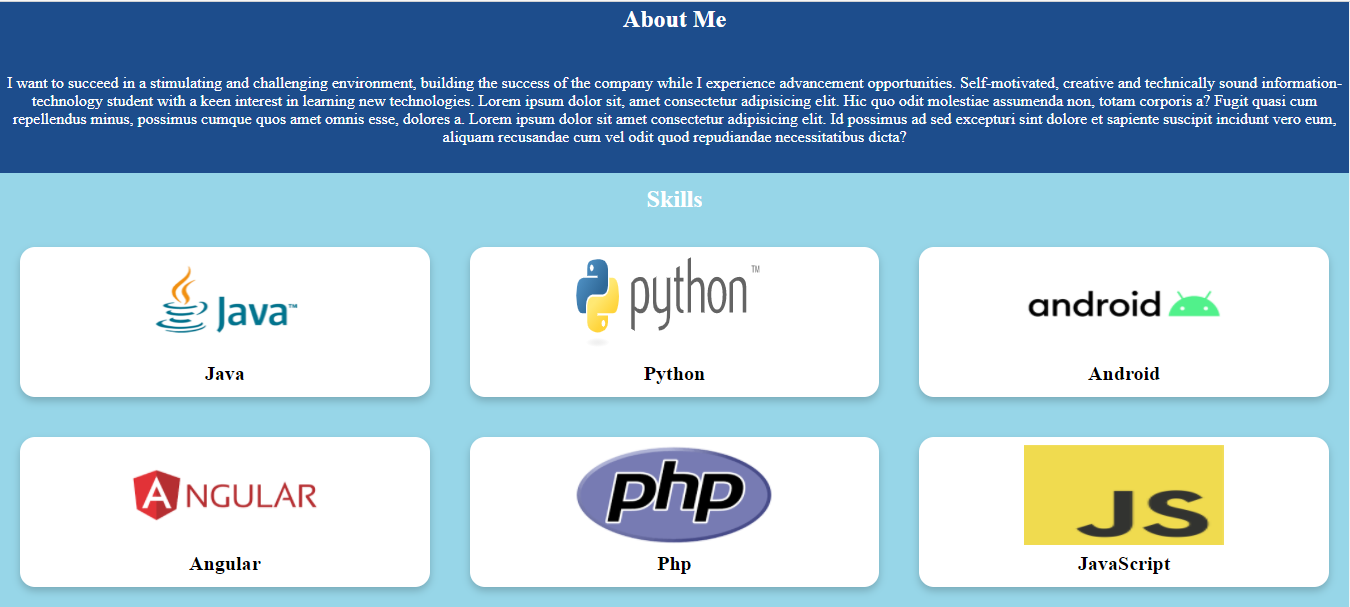 About Me
I want to succeed in a stimulating and challenging environment, building the success of the company while I experience advancement opportunities. Self-motivated, creative and technically sound information-
technology student with a keen interest in learning new technologies. Lorem ipsum dolor sit, amet consectetur adipisicing elit. Hic quo odit molestiae assumenda non, totam corporis a? Fugit quasi cum
repellendus minus, possimus cumque quos amet omnis esse, dolores a. Lorem ipsum dolor sit amet consectetur adipisicing elit. Id possimus ad sed excepturi sint dolore et sapiente suscipit incidunt vero eum,
aliquam recusandae cum vel odit quod repudiandae necessitatibus dicta?
Skills
Java™
python™
android
Java
Python
Android
ANGULAR
php
JS
Angular
Php
JavaScript